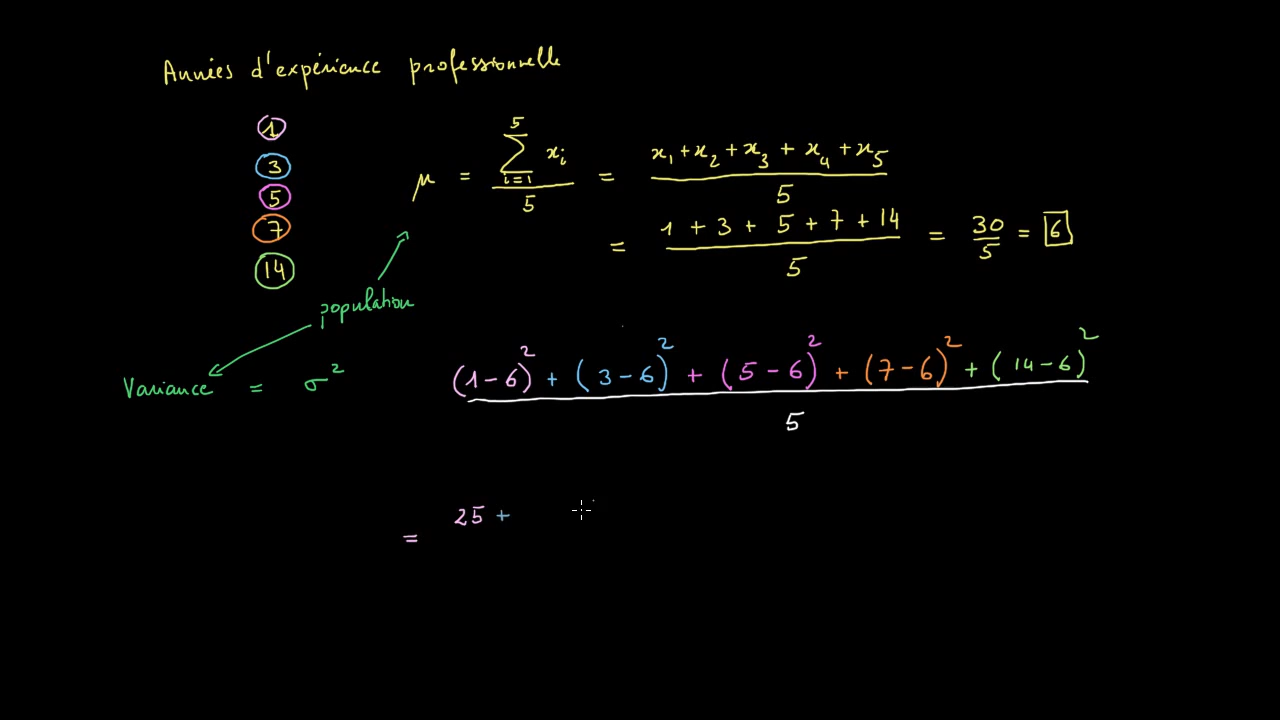 Années d'expérience professionnelle
1
3
5
7
14
μ = ∑_{i=1}^{5} x_i / 5 = (x_1 + x_2 + x_3 + x_4 + x_5) / 5
= (1 + 3 + 5 + 7 + 14) / 5 = 30/5 = 6
population
Variance = σ^2
((1-6)^2 + (3-6)^2 + (5-6)^2 + (7-6)^2 + (14-6)^2) / 5
= 25 +